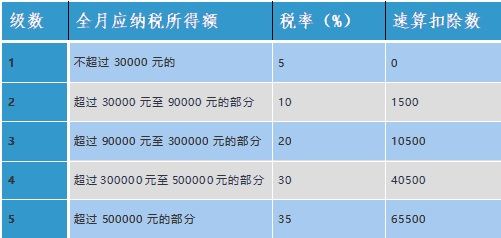 级数 全月应纳税所得额 税率（%） 速算扣除数
1 不超过 30000 元的 5 0
2 超过 30000 元至 90000 元的部分 10 1500
3 超过 90000 元至 300000 元的部分 20 10500
4 超过 300000 元至 500000 元的部分 30 40500
5 超过 500000 元的部分 35 65500